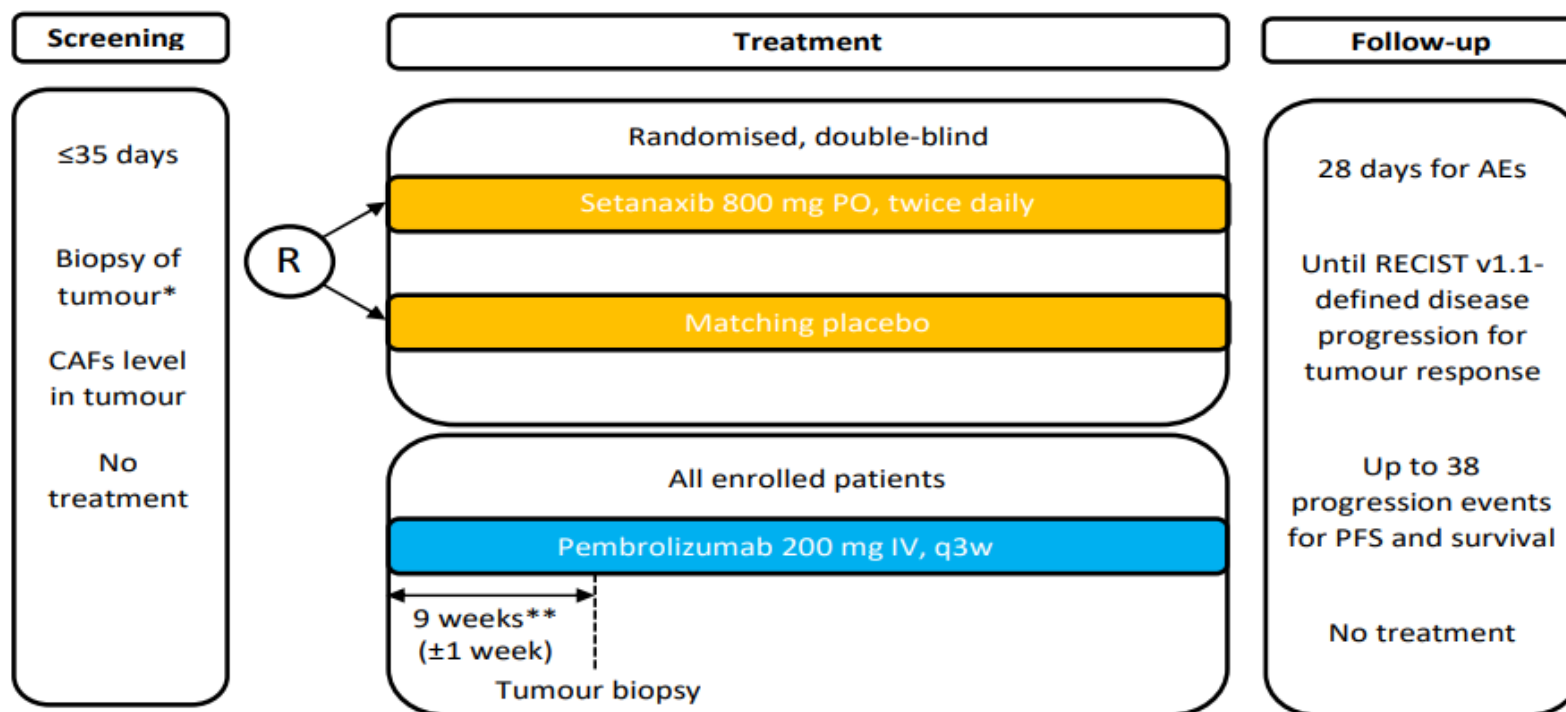 Screening
≤35 days
Biopsy of
tumour*
CAFs level
in tumour
No
treatment
R
Treatment
Randomised, double-blind
Setanaxib 800 mg PO, twice daily
Matching placebo
All enrolled patients
Pembrolizumab 200 mg IV, q3w
9 weeks**
(±1 week)
Tumour biopsy
Follow-up
28 days for AEs
Until RECIST v1.1-
defined disease
progression for
tumour response
Up to 38
progression events
for PFS and survival
No treatment